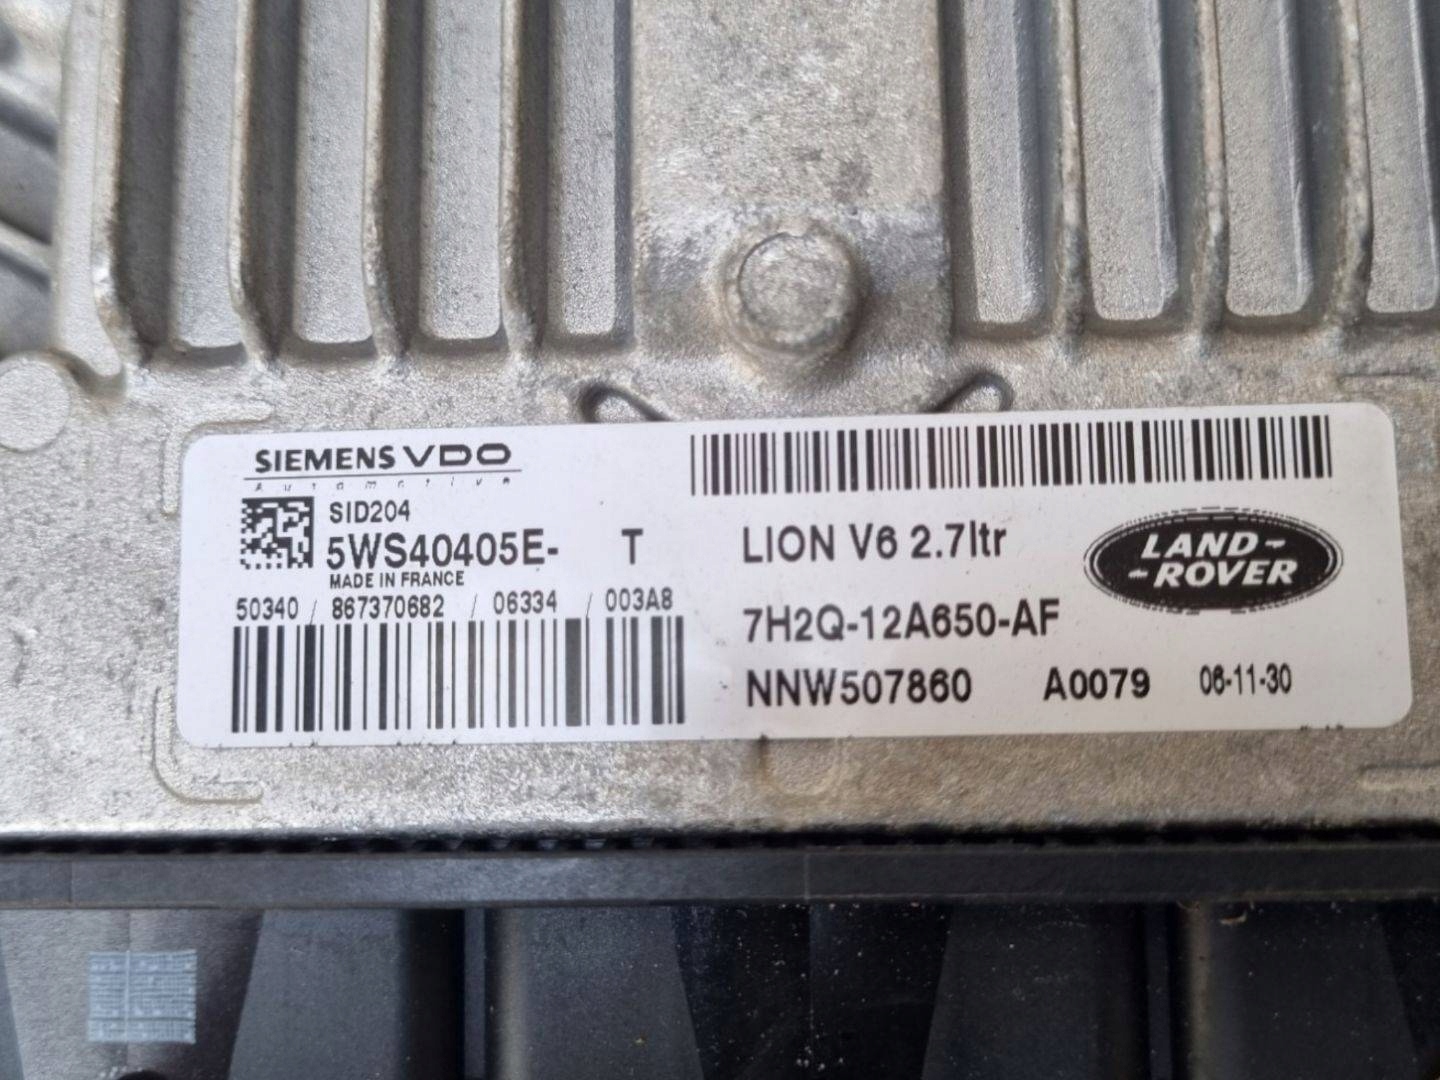 SIEMENS VDO
Automotive
SID204
5WS40405E- T
MADE IN FRANCE
50340 / 867370682 / 06334 / 003A8
LION V6 2.7ltr
LAND-
-ROVER
7H2Q-12A650-AF
NNW507860 A0079 06-11-30